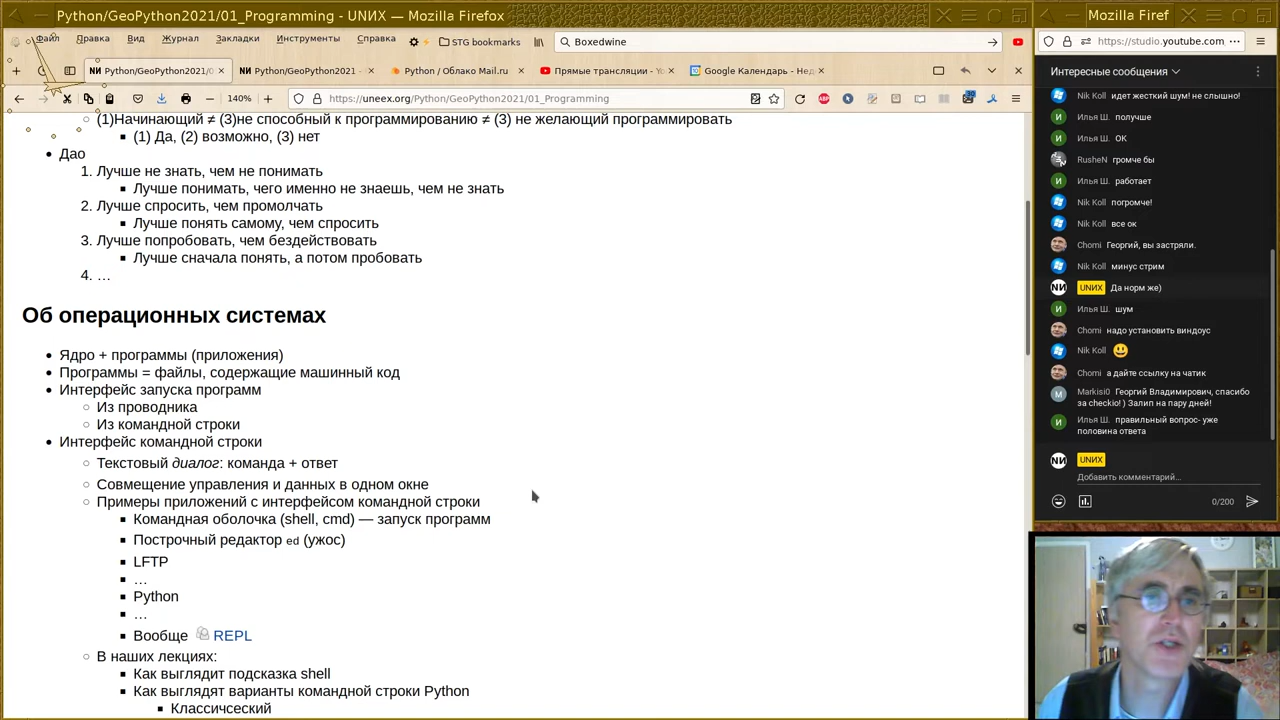 Python/GeoPython2021/01_Programming - UNИX — Mozilla Firefox
Mozilla Firef
Файл Правка Вид Журнал Закладки Инструменты Справка
STG bookmarks
Boxedwine
Python/GeoPython2021/0
Python/GeoPython2021 -
Python / Облако Mail.ru
Прямые трансляции - Yo
Google Календарь - Нед
140%
https://uneex.org/Python/GeoPython2021/01_Programming
(1)Начинающий ≠ (3)не способный к программированию ≠ (3) не желающий программировать
(1) Да, (2) возможно, (3) нет
Дао
1. Лучше не знать, чем не понимать
Лучше понимать, чего именно не знаешь, чем не знать
2. Лучше спросить, чем промолчать
Лучше понять самому, чем спросить
3. Лучше попробовать, чем бездействовать
Лучше сначала понять, а потом пробовать
4. …
Об операционных системах
Ядро + программы (приложения)
Программы = файлы, содержащие машинный код
Интерфейс запуска программ
Из проводника
Из командной строки
Интерфейс командной строки
Текстовый диалог: команда + ответ
Совмещение управления и данных в одном окне
Примеры приложений с интерфейсом командной строки
Командная оболочка (shell, cmd) — запуск программ
Построчный редактор ed (ужос)
LFTP
…
Python
…
Вообще REPL
В наших лекциях:
Как выглядит подсказка shell
Как выглядят варианты командной строки Python
Классичсеский
https://studio.youtube.com
Интересные сообщения
Nik Koll идет жесткий шум! не слышно!
Илья Ш. получше
Илья Ш. ОК
RusheN громче бы
Илья Ш. работает
Nik Koll погромче!
Nik Koll все ок
Chomi Георгий, вы застряли.
Nik Koll минус стрим
UNИX Да норм же)
Илья Ш. шум
Chomi надо установить виндоус
Nik Koll 😃
Chomi а дайте ссылку на чатик
Markisi0 Георгий Владимирович, спасибо
за checkio! ) Залип на пару дней!
Илья Ш. правильный вопрос- уже
половина ответа
UNИX
Добавить комментарий…
0/200